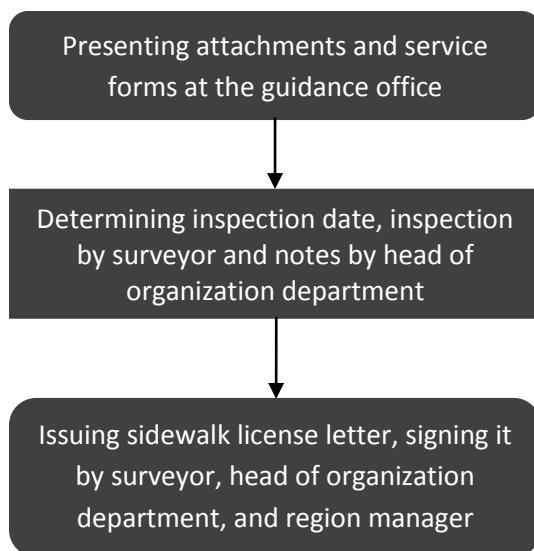 Presenting attachments and service
forms at the guidance office
Determining inspection date, inspection
by surveyor and notes by head of
organization department
Issuing sidewalk license letter, signing it
by surveyor, head of organization
department, and region manager